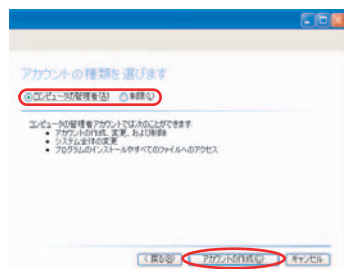 アカウントの種類を選びます
コンピュータの管理者(A) 制限(L)
コンピュータの管理者アカウントでは次のことができます
• アカウントの作成、変更、および削除
• システム全体の変更
• プログラムのインストールやすべてのファイルへのアクセス
< 戻る(B) アカウントの作成(C) キャンセル